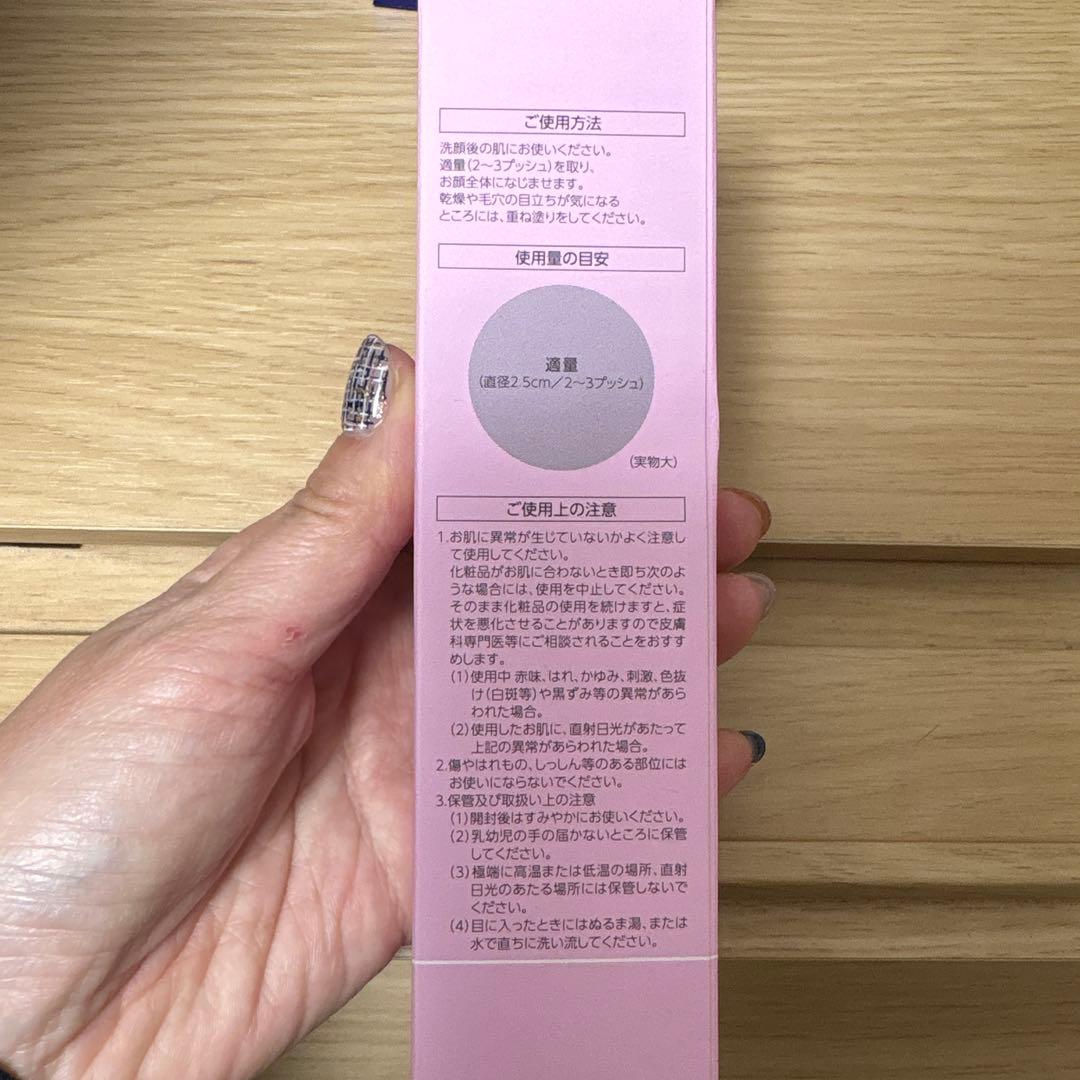 ご使用方法
洗顔後の肌にお使いください。
適量(2〜3プッシュ)を取り、
お顔全体になじませます。
乾燥や毛穴の目立ちが気になる
ところには、重ね塗りをしてください。
使用量の目安
適量
(直径2.5cm/2〜3プッシュ)
(実物大)
ご使用上の注意
1.お肌に異常が生じていないかよく注意し
て使用してください。
化粧品がお肌に合わないとき即ち次のよ
うな場合には、使用を中止してください。
そのまま化粧品の使用を続けますと、症
状を悪化させることがありますので皮膚
科専門医等にご相談されることをおすす
めします。
(1)使用中 赤味、はれ、かゆみ、刺激、色抜
け(白斑等)や黒ずみ等の異常があら
われた場合。
(2)使用したお肌に、直射日光があたって
上記の異常があらわれた場合。
2.傷やはれもの、しっしん等のある部位には
お使いにならないでください。
3.保管及び取扱い上の注意
(1)開封後はすみやかにお使いください。
(2)乳幼児の手の届かないところに保管
してください。
(3)極端に高温または低温の場所、直射
日光のあたる場所には保管しないで
ください。
(4)目に入ったときにはぬるま湯、または
水で直ちに洗い流してください。